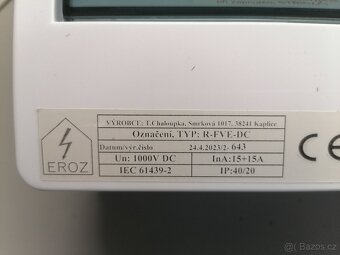 VÝROBCE: T.Chaloupka, Smrková 1017, 38241 Kaplice
Označení, TYP: R-FVE-DC
Datum/výr.číslo 24.4.2023/2- 643
Un: 1000V DC InA:15+15A
IEC 61439-2 IP:40/20
EROZ
CE
bazos.cz